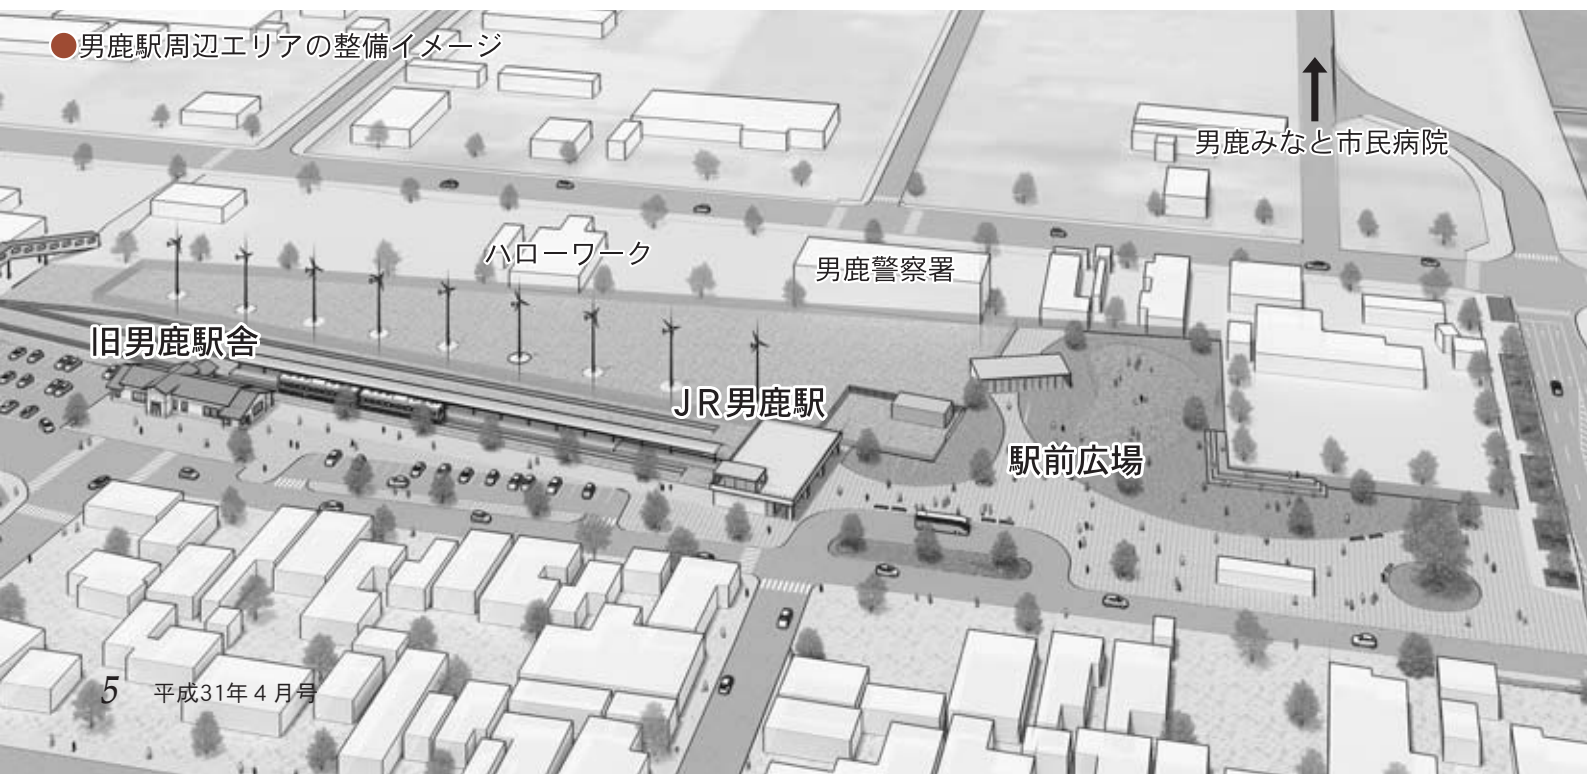 ●男鹿駅周辺エリアの整備イメージ
男鹿みなと市民病院
ハローワーク
男鹿警察署
旧男鹿駅舎
JR男鹿駅
駅前広場
5 平成31年4月号